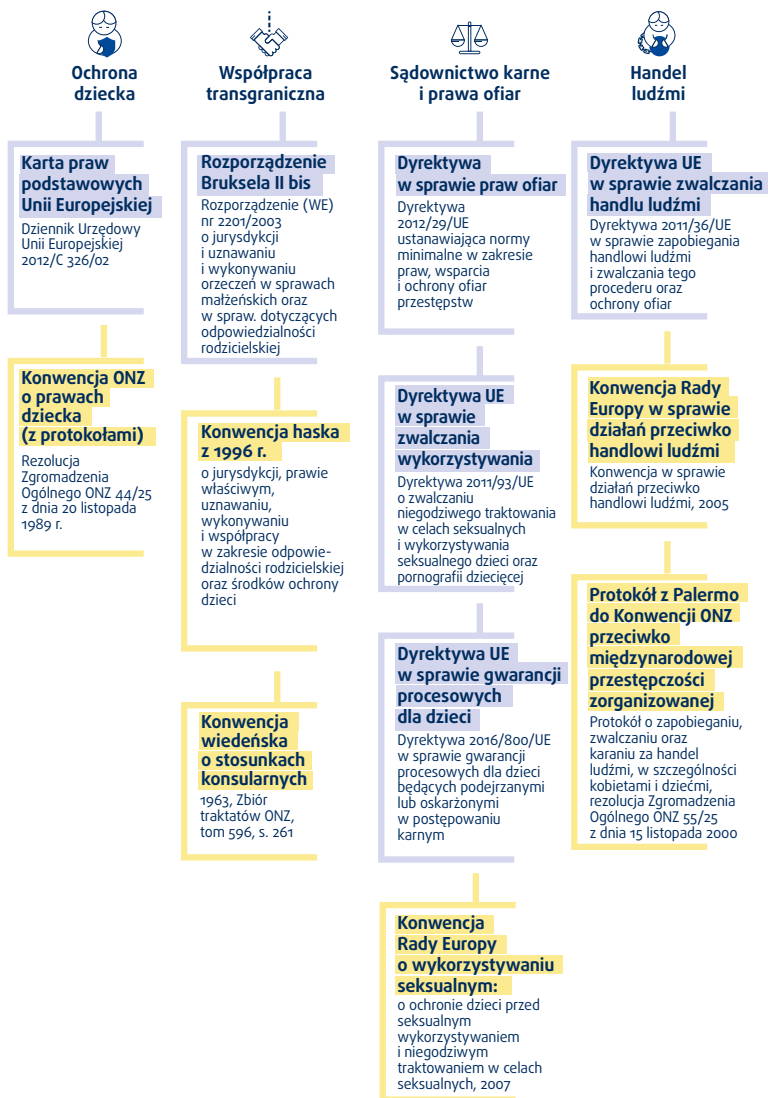 Ochrona
dziecka
Karta praw
podstawowych
Unii Europejskiej
Dziennik Urzędowy
Unii Europejskiej
2012/C 326/02
Konwencja ONZ
o prawach
dziecka
(z protokołami)
Rezolucja
Zgromadzenia
Ogólnego ONZ 44/25
z dnia 20 listopada
1989 r.
Współpraca
transgraniczna
Rozporządzenie
Bruksela II bis
Rozporządzenie (WE)
nr 2201/2003
o jurysdykcji
i uznawaniu
i wykonywaniu
orzeczeń w sprawach
małżeńskich oraz
w spraw. dotyczących
odpowiedzialności
rodzicielskiej
Konwencja haska
z 1996 r.
o jurysdykcji, prawie
właściwym,
uznawaniu,
wykonywaniu
i współpracy
w zakresie odpowie-
dzialności rodzicielskiej
oraz środków ochrony
dzieci
Konwencja
wiedeńska
o stosunkach
konsularnych
1963, Zbiór
traktatów ONZ,
tom 596, s. 261
Sądownictwo karne
i prawa ofiar
Dyrektywa
w sprawie praw ofiar
Dyrektywa
2012/29/UE
ustanawiająca normy
minimalne w zakresie
praw, wsparcia
i ochrony ofiar
przestępstw
Dyrektywa UE
w sprawie
zwalczania
wykorzystywania
Dyrektywa 2011/93/UE
o zwalczaniu
niegodziwego traktowania
w celach seksualnych
i wykorzystywania
seksualnego dzieci oraz
pornografii dziecięcej
Dyrektywa UE
w sprawie gwarancji
procesowych
dla dzieci
Dyrektywa 2016/800/UE
w sprawie gwarancji
procesowych dla dzieci
będących podejrzanymi
lub oskarżonymi
w postępowaniu
karnym
Konwencja
Rady Europy
o wykorzystywaniu
seksualnym:
o ochronie dzieci przed
seksualnym
wykorzystywaniem
i niegodziwym
traktowaniem w celach
seksualnych, 2007
Handel
ludźmi
Dyrektywa UE
w sprawie zwalczania
handlu ludźmi
Dyrektywa 2011/36/UE
w sprawie zapobiegania
handlowi ludźmi
i zwalczania tego
procederu oraz
ochrony ofiar
Konwencja Rady
Europy w sprawie
działań przeciwko
handlowi ludźmi
Konwencja w sprawie
działań przeciwko
handlowi ludźmi, 2005
Protokół z Palermo
do Konwencji ONZ
przeciwko
międzynarodowej
przestępczości
zorganizowanej
Protokół o zapobieganiu,
zwalczaniu oraz
karaniu za handel
ludźmi, w szczególności
kobietami i dziećmi,
rezolucja Zgromadzenia
Ogólnego ONZ 55/25
z dnia 15 listopada 2000